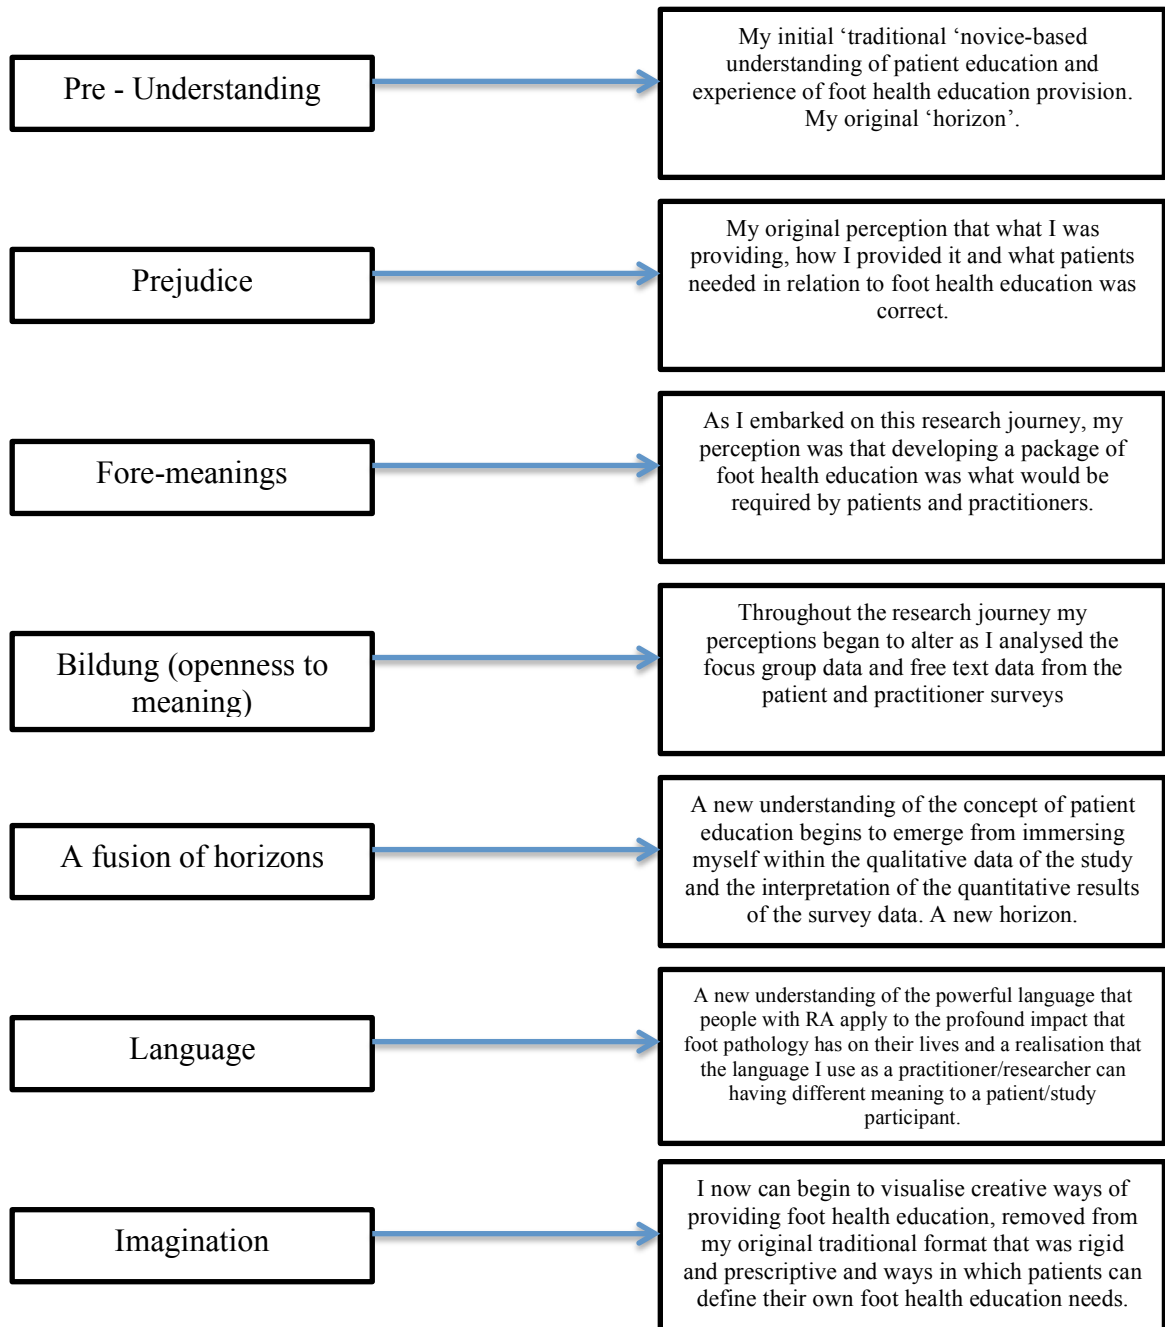 Pre - Understanding
My initial ‘traditional ‘novice-based
understanding of patient education and
experience of foot health education provision.
My original ‘horizon’.
Prejudice
My original perception that what I was
providing, how I provided it and what patients
needed in relation to foot health education was
correct.
Fore-meanings
As I embarked on this research journey, my
perception was that developing a package of
foot health education was what would be
required by patients and practitioners.
Bildung (openness to
meaning)
Throughout the research journey my
perceptions began to alter as I analysed the
focus group data and free text data from the
patient and practitioner surveys
A fusion of horizons
A new understanding of the concept of patient
education begins to emerge from immersing
myself within the qualitative data of the study
and the interpretation of the quantitative results
of the survey data. A new horizon.
Language
A new understanding of the powerful language that
people with RA apply to the profound impact that
foot pathology has on their lives and a realisation that
the language I use as a practitioner/researcher can
having different meaning to a patient/study
participant.
Imagination
I now can begin to visualise creative ways of
providing foot health education, removed from
my original traditional format that was rigid
and prescriptive and ways in which patients can
define their own foot health education needs.